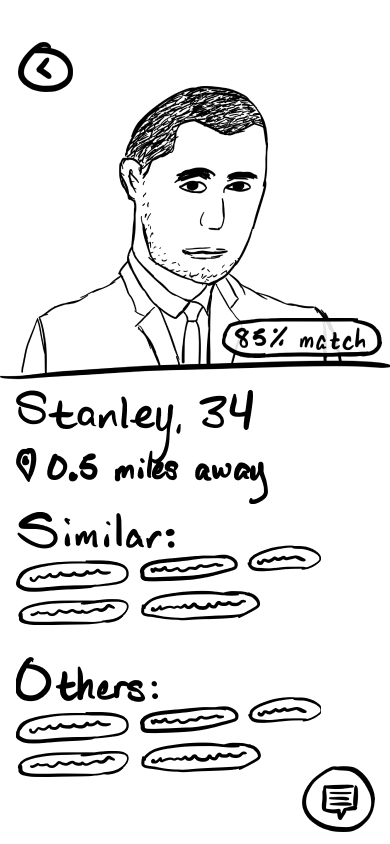 85% match
Stanley, 34
0.5 miles away
Similar:
Others: